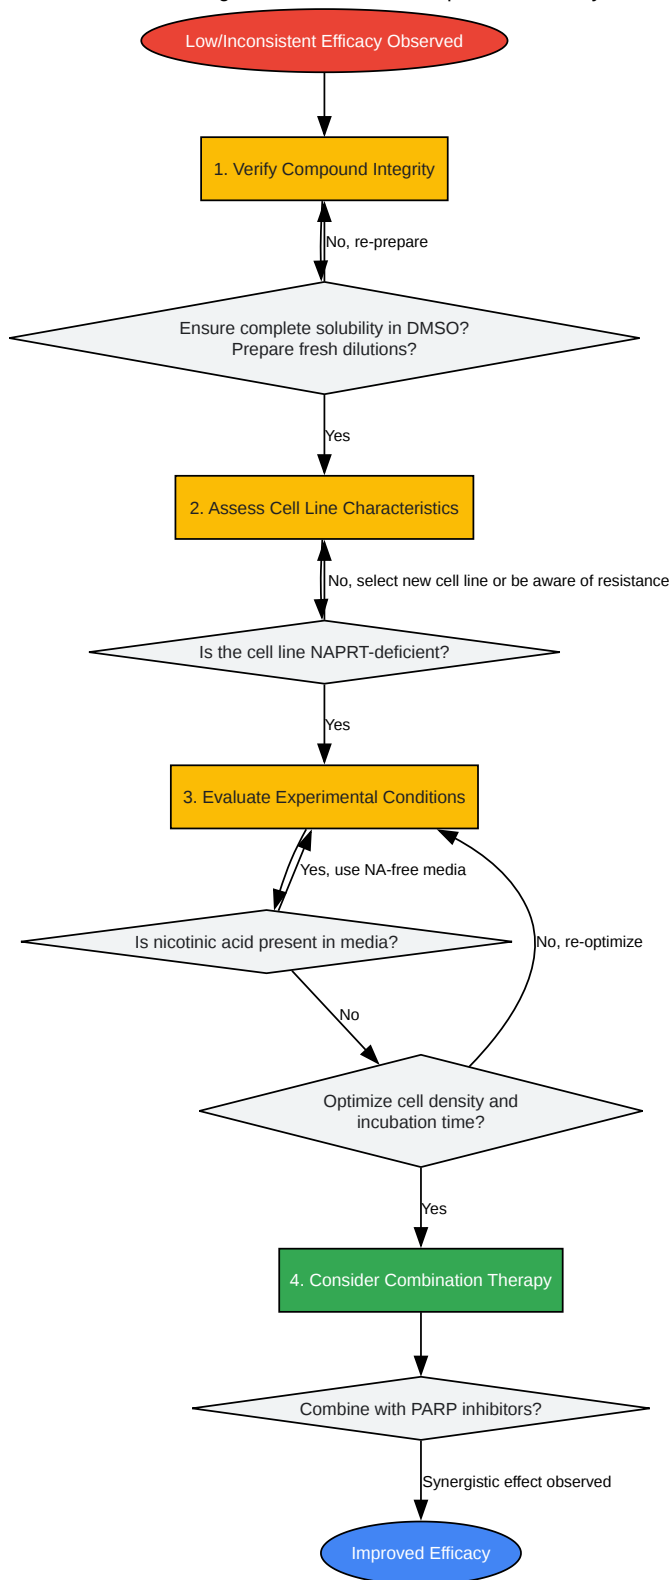 Low/Inconsistent Efficacy Observed
1. Verify Compound Integrity
No, re-prepare
Ensure complete solubility in DMSO?
Prepare fresh dilutions?
Yes
2. Assess Cell Line Characteristics
No, select new cell line or be aware of resistance
Is the cell line NAPRT-deficient?
Yes
3. Evaluate Experimental Conditions
Yes, use NA-free media
Is nicotinic acid present in media?
No, re-optimize
No
Optimize cell density and
incubation time?
Yes
4. Consider Combination Therapy
Combine with PARP inhibitors?
Synergistic effect observed
Improved Efficacy